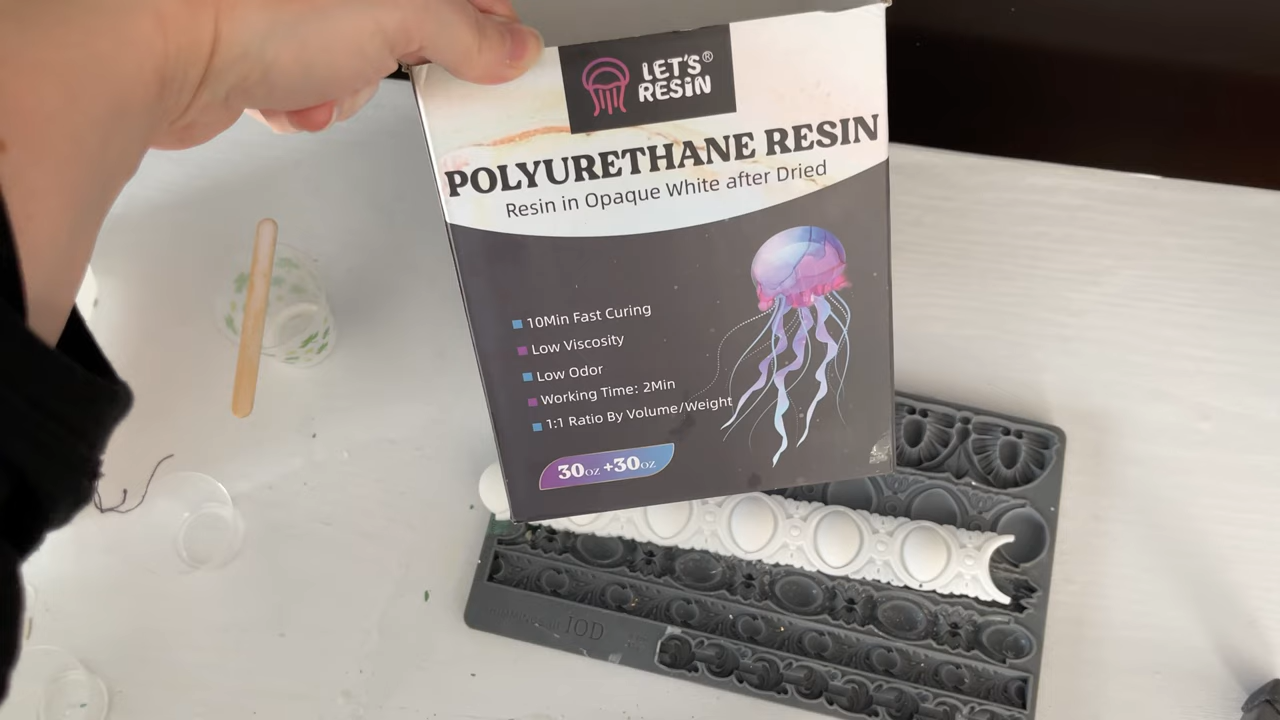 LET'S®
RESIN
POLYURETHANE RESIN
Resin in Opaque White after Dried
10Min Fast Curing
Low Viscosity
Low Odor
Working Time: 2Min
1:1 Ratio By Volume/Weight
30OZ+30OZ
IOD